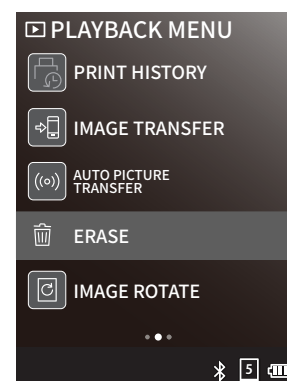 PLAYBACK MENU
PRINT HISTORY
IMAGE TRANSFER
AUTO PICTURE
TRANSFER
ERASE
IMAGE ROTATE
5